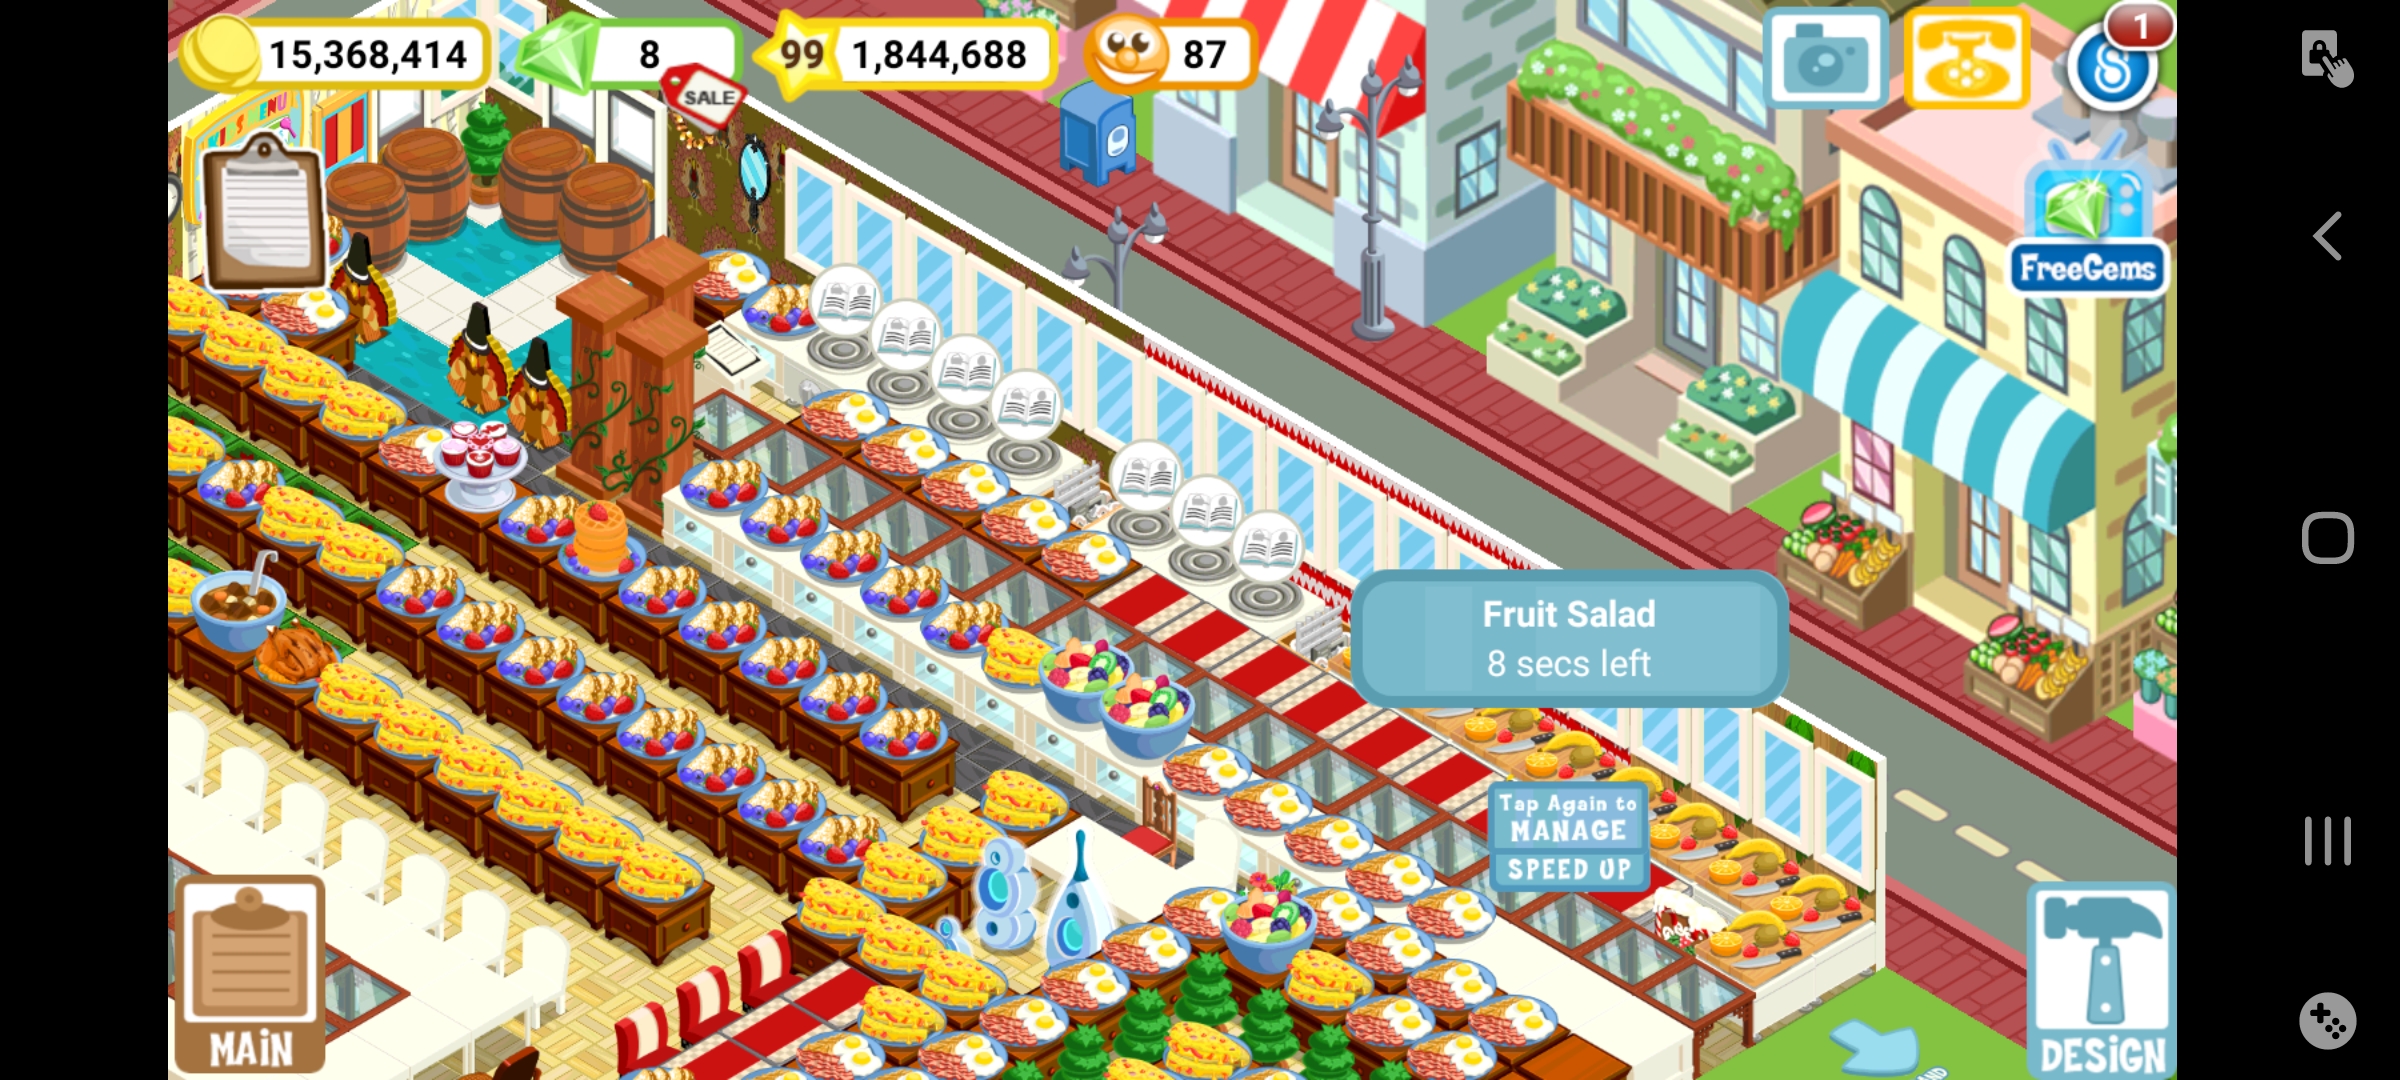 15,368,414
8
SALE
99
1,844,688
87
1
FreeGems
Fruit Salad
8 secs left
Tap Again to
MANAGE
SPEED UP
MAIN
DESIGN